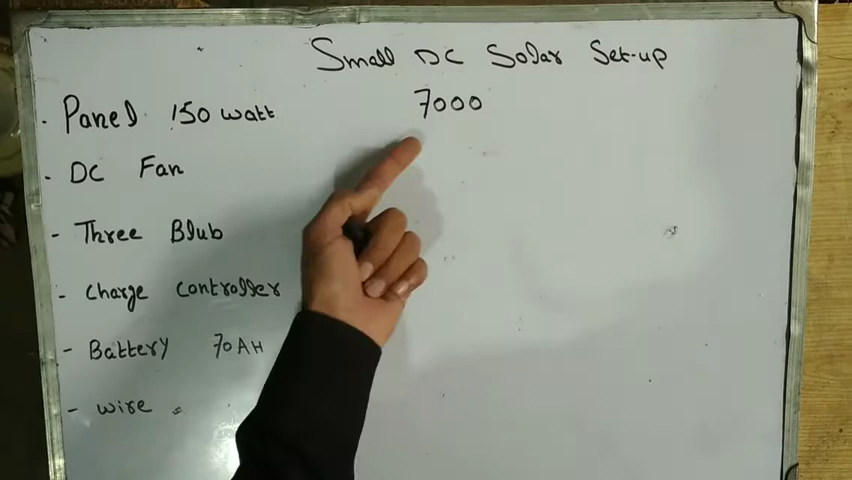 Small DC Solar Set-up
. Panel 150 watt 7000
- DC Fan
- Three Blub
- Charge Controller
- Battery 70AH
- wire